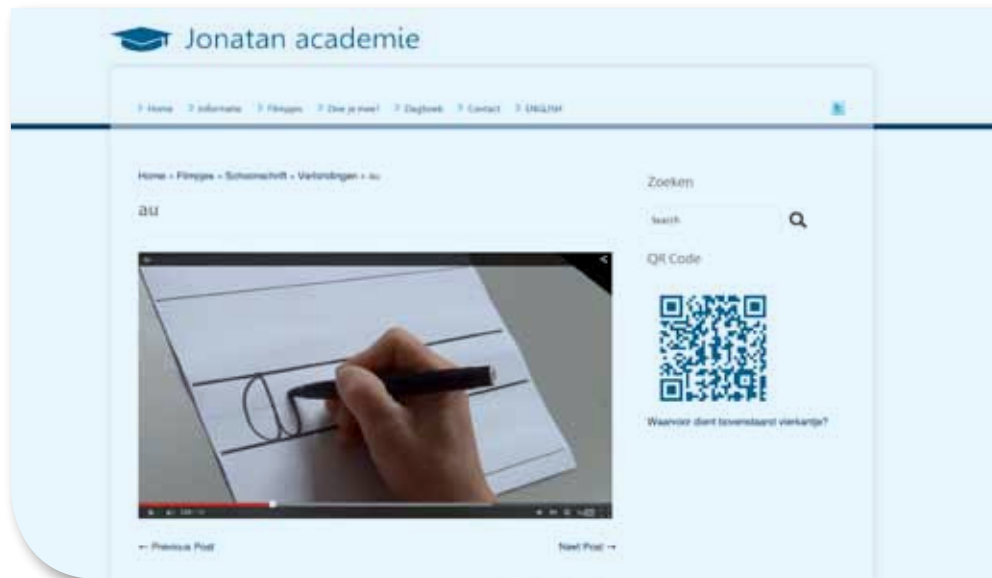 Jonatan academie
Home Informatie Filmpjes Doe je mee? Dagboek Contact ENGLISH
Home » Filmpjes » Schoonschrift » Verbindingen » au
au
Zoeken
Search
QR Code
Waarvoor dient bovenstaand vierkantje?
← Previous Post
Next Post →